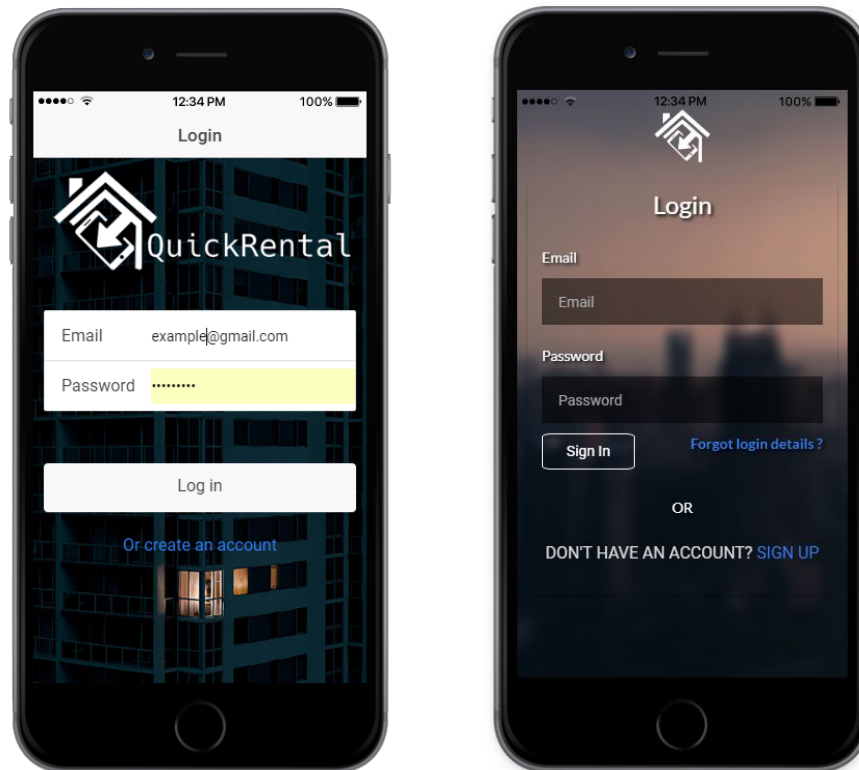 12:34 PM 100%
Login
QuickRental
Email example@gmail.com
Password •••••••••
Log in
Or create an account
12:34 PM 100%
Login
Email
Email
Password
Password
Sign In Forgot login details ?
OR
DON'T HAVE AN ACCOUNT? SIGN UP